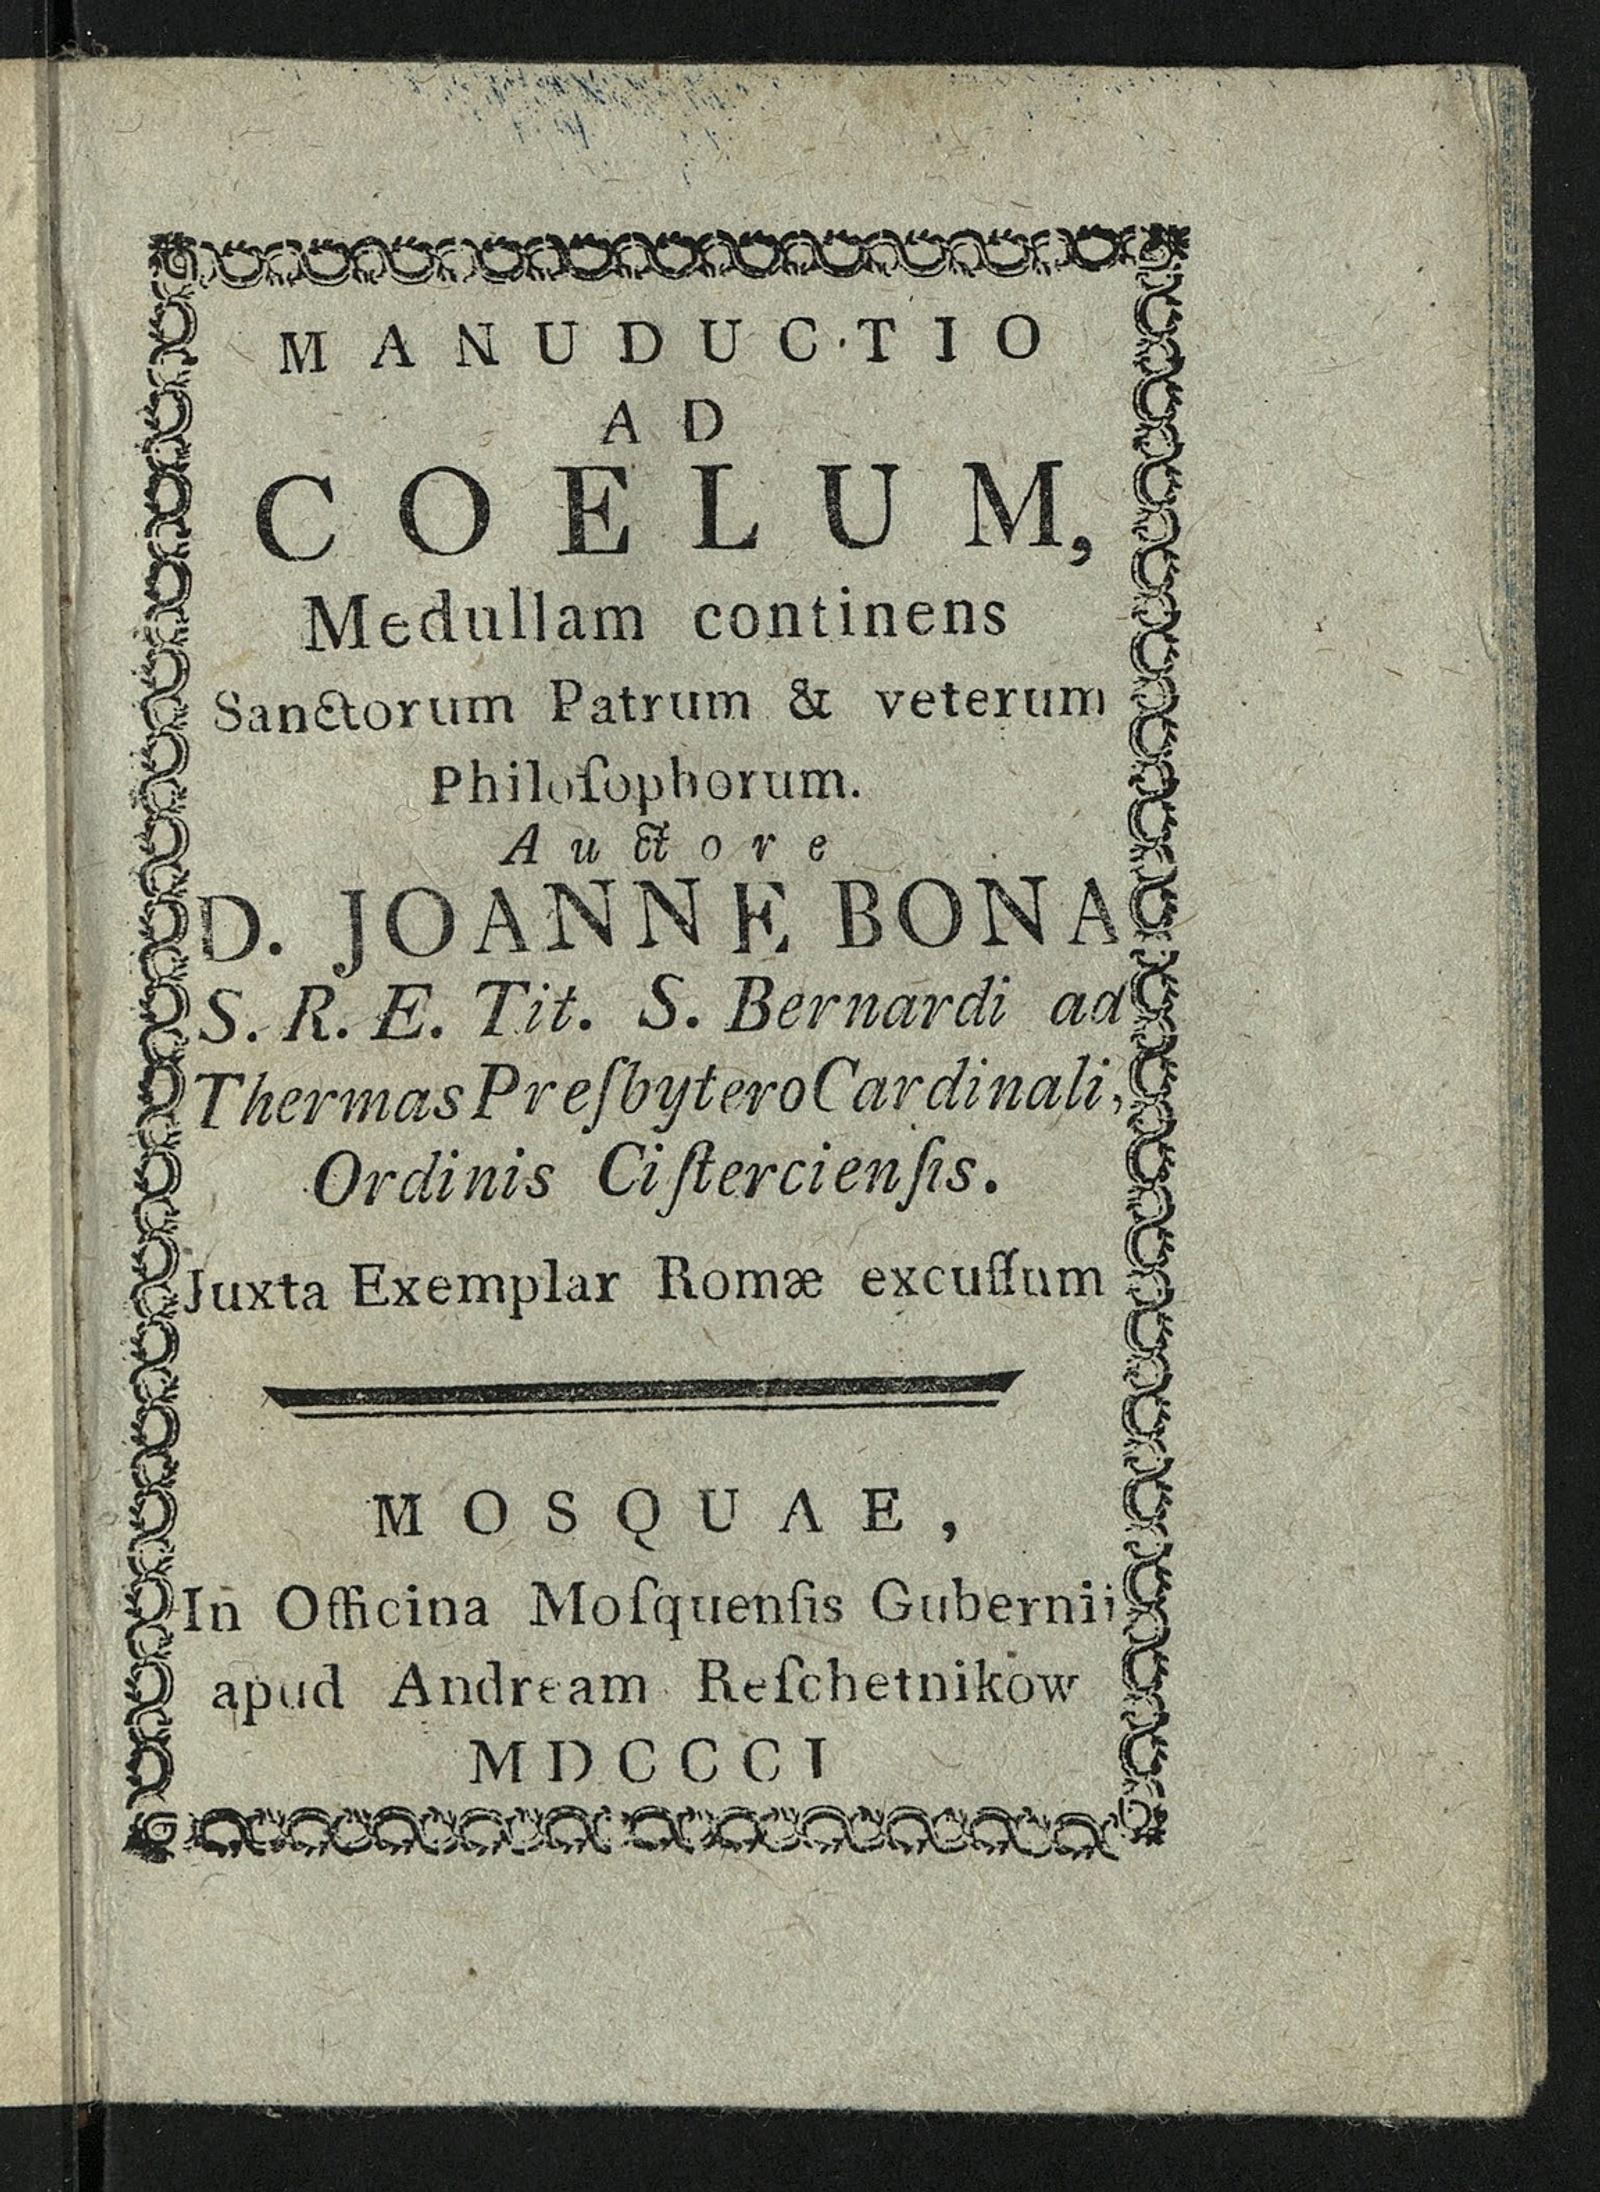 MANUDUCTIO
AD
COELUM,
Medullam continens
Sanctorum Patrum & veterum
Philoſophorum.
Auctore
D. JOANNE BONA
S. R. E. Tit. S. Bernardi ad
Thermas Preſbytero Cardinali,
Ordinis Ciſtercienſis.
Juxta Exemplar Romæ excuſſum
MOSQUAE,
In Officina Moſquenſis Gubernii
apud Andream Reſchetnikow
MDCCCI